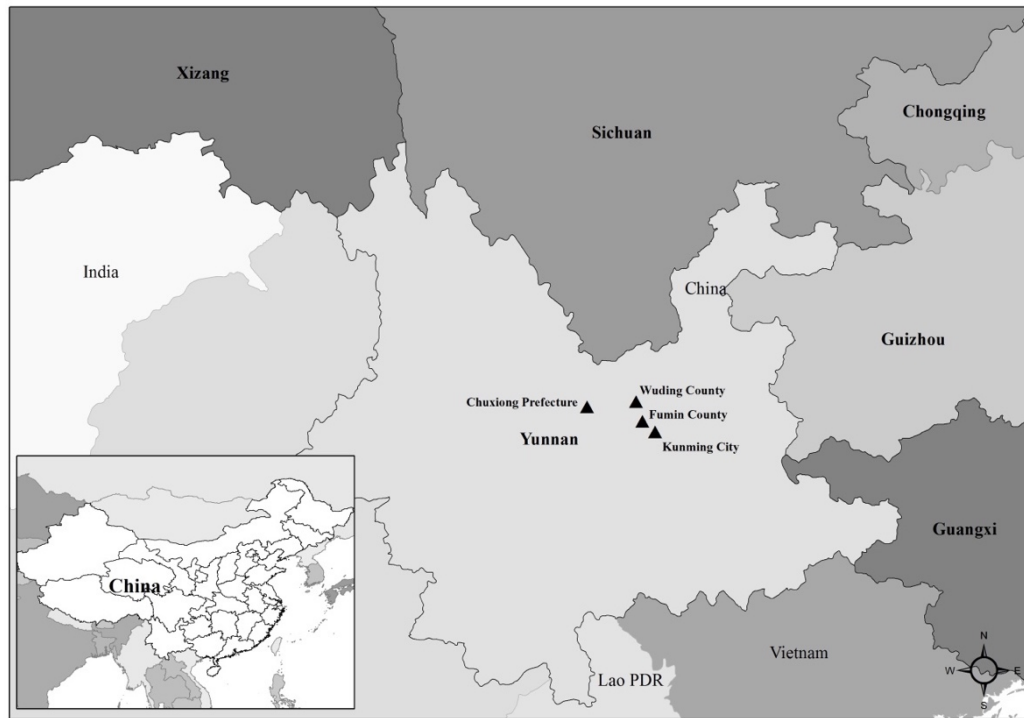 Xizang
Sichuan
Chongqing
India
China
Guizhou
Wuding County
Chuxiong Prefecture
Fumin County
Yunnan
Kunming City
Guangxi
China
Vietnam
Lao PDR
N
W
E
S